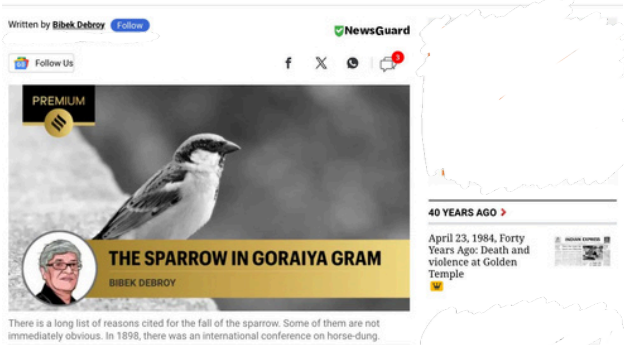 Written by Bibek Debroy Follow
NewsGuard
Follow Us
3
PREMIUM
THE SPARROW IN GORAIYA GRAM
BIBEK DEBROY
There is a long list of reasons cited for the fall of the sparrow. Some of them are not
immediately obvious. In 1898, there was an international conference on horse-dung.
40 YEARS AGO
April 23, 1984, Forty
Years Ago: Death and
violence at Golden
Temple
INDIAN EXPRESS